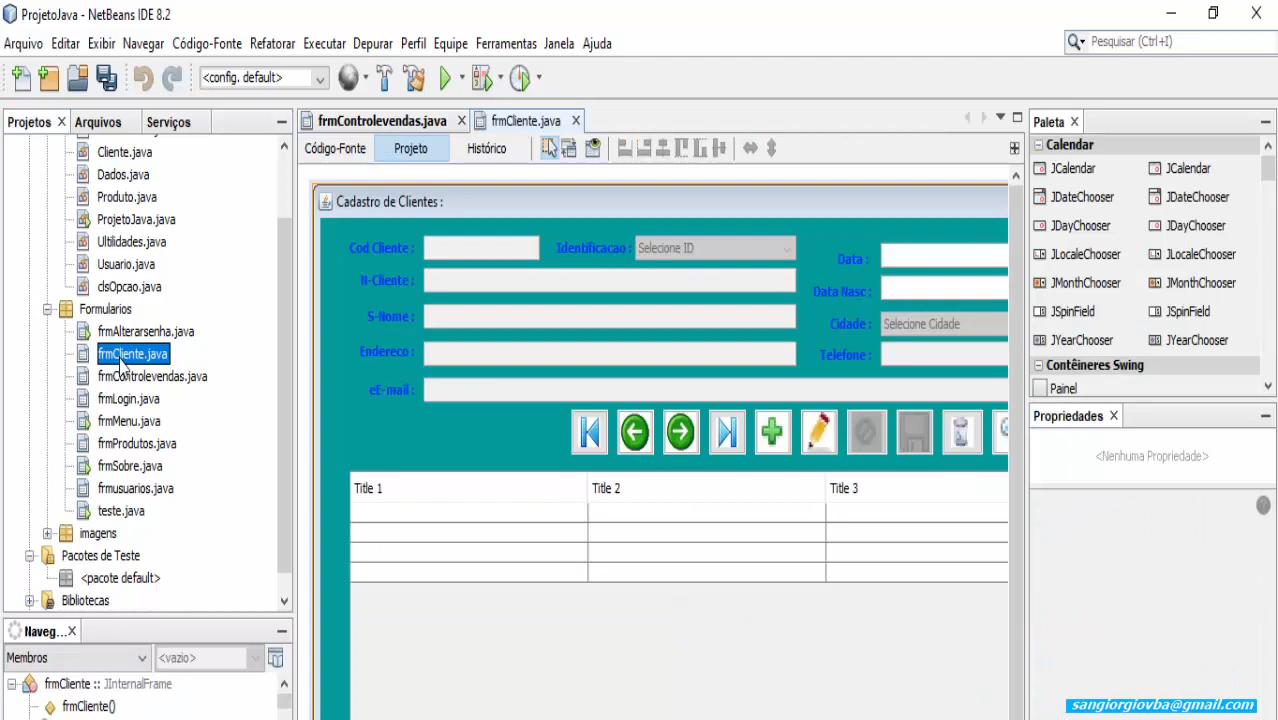 ProjetoJava - NetBeans IDE 8.2
Arquivo Editar Exibir Navegar Código-Fonte Refatorar Executar Depurar Perfil Equipe Ferramentas Janela Ajuda
Pesquisar (Ctrl+I)
<config. default>
Projetos Arquivos Serviços
Cliente.java
Dados.java
Produto.java
ProjetoJava.java
Ultilidades.java
Usuario.java
clsOpcao.java
Formularios
frmAlterarsenha.java
frmCliente.java
frmControlevendas.java
frmLogin.java
frmMenu.java
frmProdutos.java
frmSobre.java
frmusuarios.java
teste.java
imagens
Pacotes de Teste
<pacote default>
Bibliotecas
Naveg...
Membros <vazio>
frmCliente :: JInternalFrame
frmCliente()
frmControlevendas.java frmCliente.java
Código-Fonte Projeto Histórico
Cadastro de Clientes :
Cod Cliente : Identificacao : Selecione ID
Data :
N-Cliente :
Data Nasc :
S-Nome :
Cidade : Selecione Cidade
Endereco :
Telefone :
eE-mail :
Title 1 Title 2 Title 3
Paleta
Calendar
JCalendar JCalendar
JDateChooser JDateChooser
JDayChooser JDayChooser
JLocaleChooser JLocaleChooser
JMonthChooser JMonthChooser
JSpinField JSpinField
JYearChooser JYearChooser
Contêineres Swing
Painel
Propriedades
<Nenhuma Propriedade>
sangiorgiovba@gmail.com